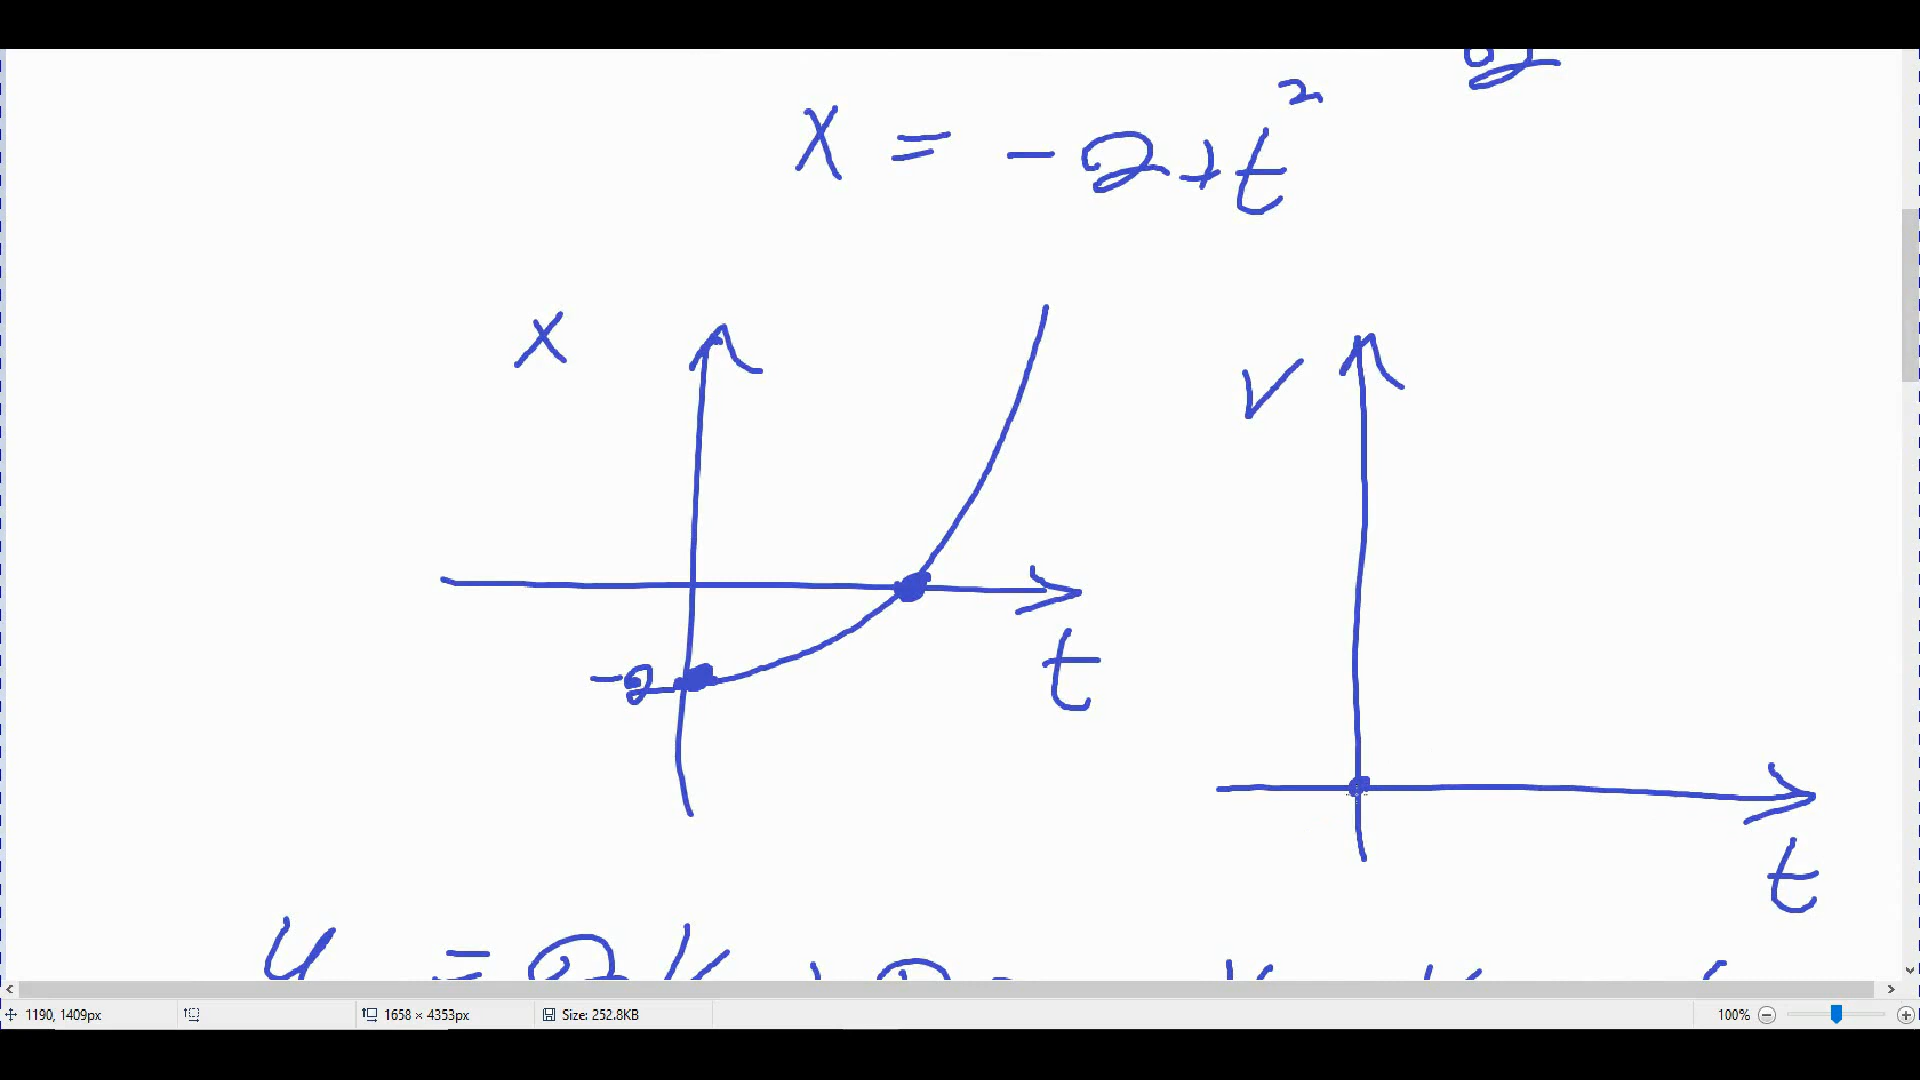 x = -2+t²
x
V
-2
t
t
1190, 1409px
1658 × 4353px
Size: 252.8KB
100%